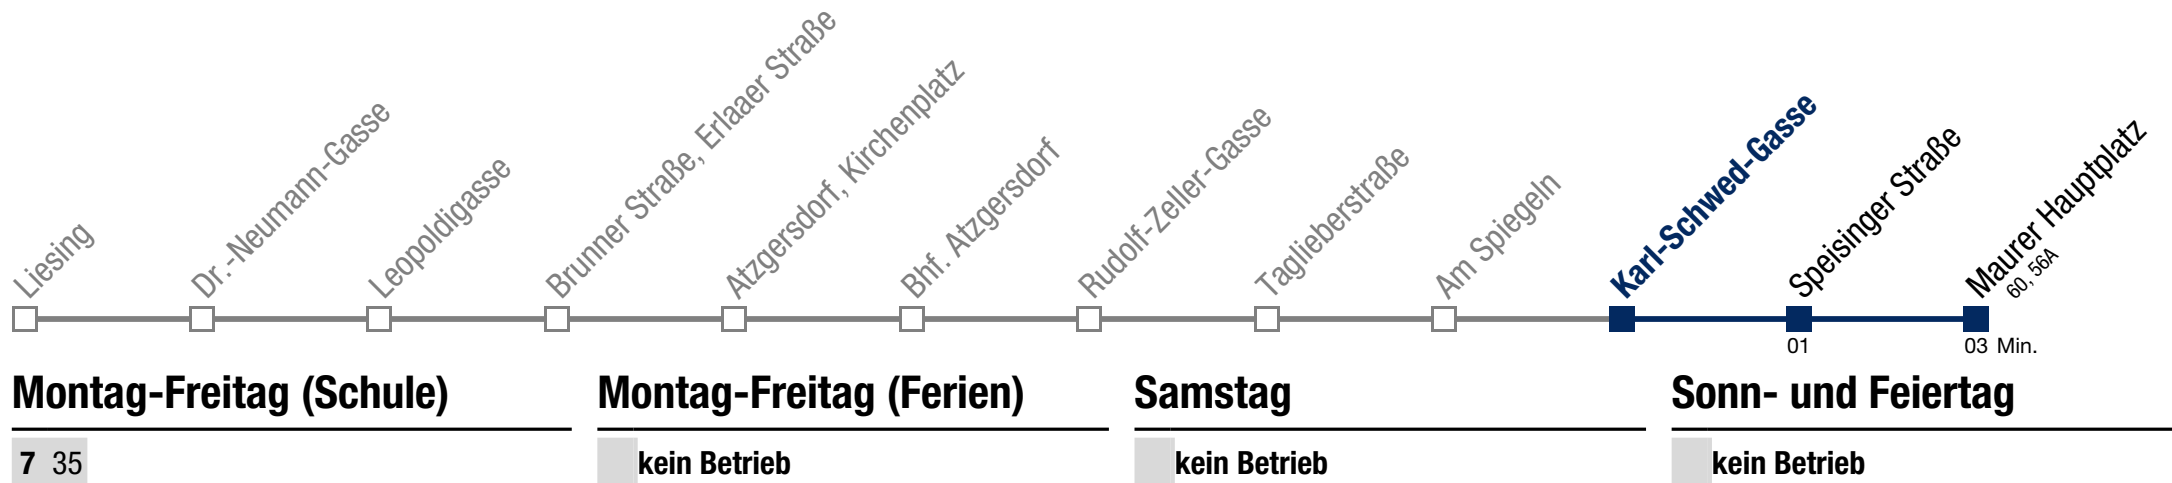 Liesing
Dr.-Neumann-Gasse
Leopoldigasse
Brunner Straße, Erlaaer Straße
Atzgersdorf, Kirchenplatz
Bhf. Atzgersdorf
Rudolf-Zeller-Gasse
Taglieberstraße
Am Spiegeln
Karl-Schwed-Gasse
Speisinger Straße
Maurer Hauptplatz
60, 56A
01
03 Min.
Montag-Freitag (Schule)
7 35
Montag-Freitag (Ferien)
kein Betrieb
Samstag
kein Betrieb
Sonn- und Feiertag
kein Betrieb